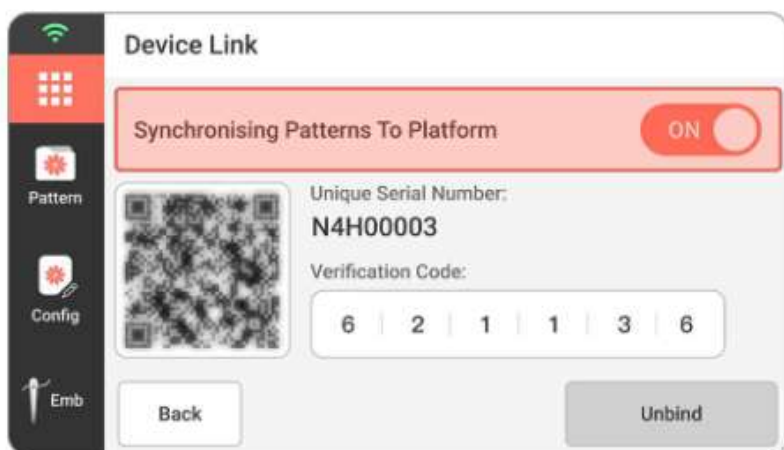 Device Link
Synchronising Patterns To Platform ON
Pattern
Unique Serial Number:
N4H00003
Verification Code:
6 2 1 1 3 6
Config
Emb
Back Unbind